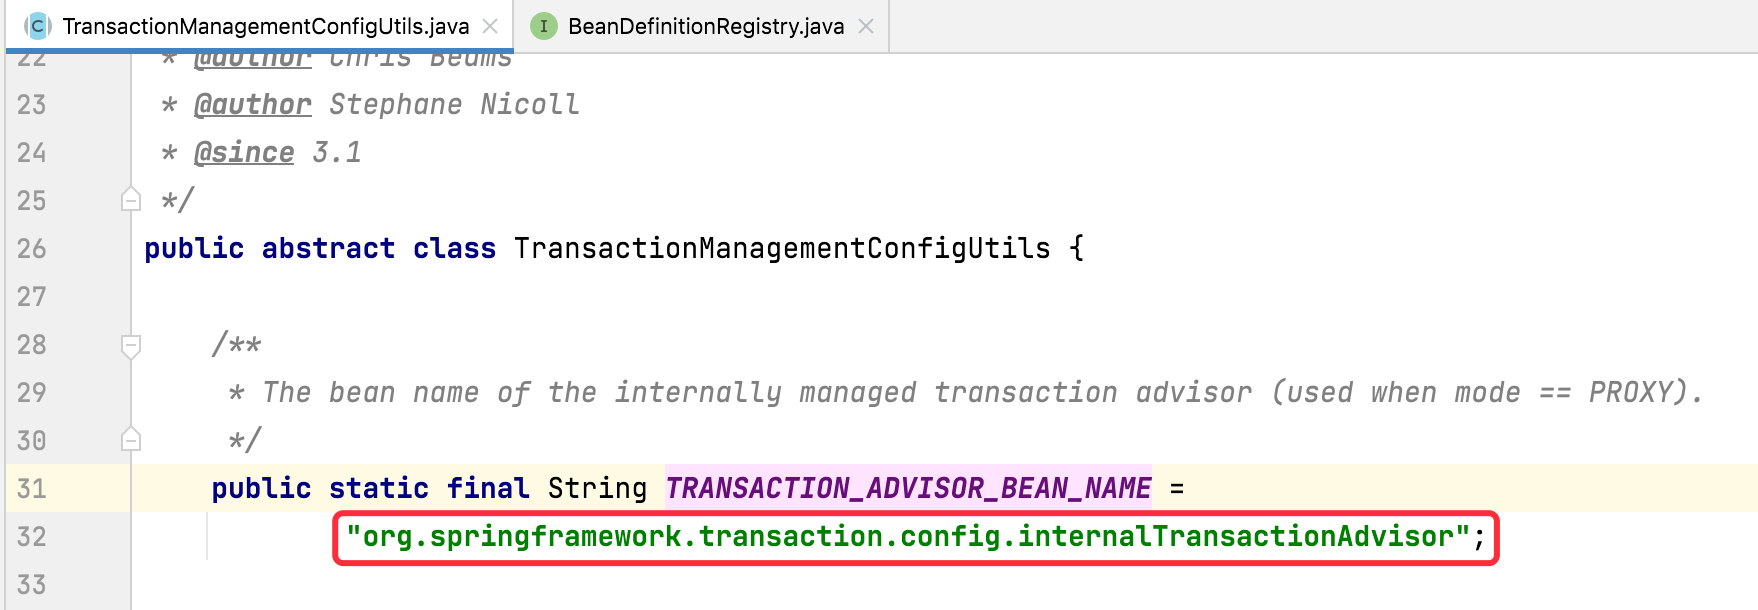 TransactionManagementConfigUtils.java
BeanDefinitionRegistry.java
22 * @author Chris Beams
23 * @author Stephane Nicoll
24 * @since 3.1
25 */
26 public abstract class TransactionManagementConfigUtils {
27
28 /**
29 * The bean name of the internally managed transaction advisor (used when mode == PROXY).
30 */
31 public static final String TRANSACTION_ADVISOR_BEAN_NAME =
32 "org.springframework.transaction.config.internalTransactionAdvisor";
33